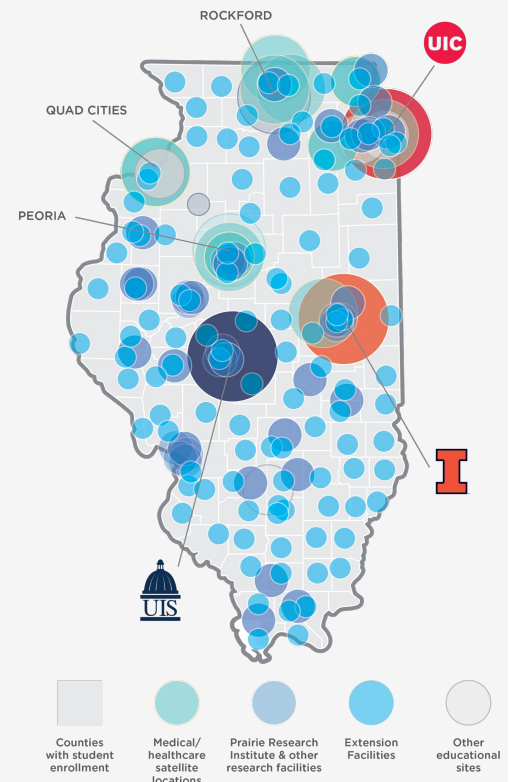 ROCKFORD
UIC
QUAD CITIES
PEORIA
I
UIS
Counties
with student
enrollment
Medical/
healthcare
satellite
locations
Prairie Research
Institute & other
research facilities
Extension
Facilities
Other
educational
sites